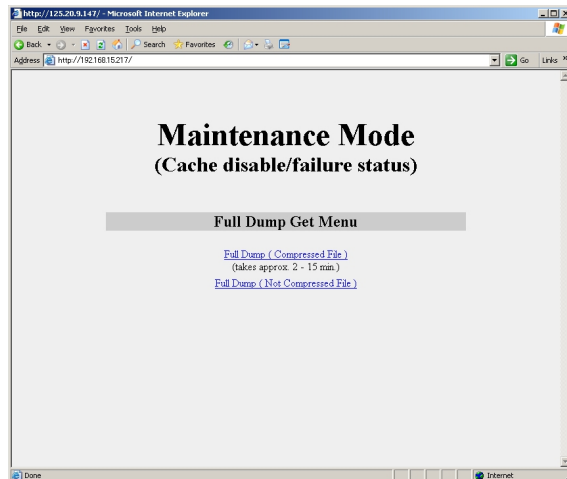 http://125.20.9.147/ - Microsoft Internet Explorer
File Edit View Favorites Tools Help
Back Search Favorites
Address http://192.168.15.217/ Go Links »
Maintenance Mode
(Cache disable/failure status)
Full Dump Get Menu
Full Dump ( Compressed File )
(takes approx. 2 - 15 min.)
Full Dump ( Not Compressed File )
Done Internet